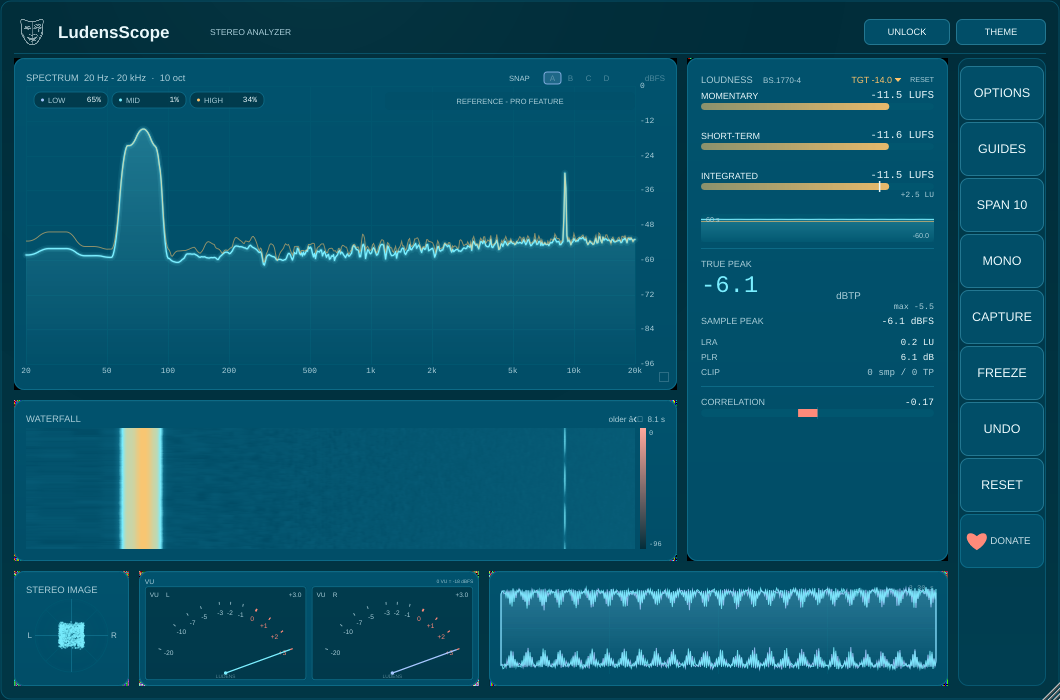 LudensScope
STEREO ANALYZER
UNLOCK
THEME
SPECTRUM 20 Hz - 20 kHz - 10 oct
SNAP A B C D dBFS
LOW 65%
MID 1%
HIGH 34%
REFERENCE - PRO FEATURE
0
-12
-24
-36
-48
-60
-72
-84
-96
20 50 100 200 500 1k 2k 5k 10k 20k
LOUDNESS BS.1770-4 TGT -14.0 RESET
MOMENTARY -11.5 LUFS
SHORT-TERM -11.6 LUFS
INTEGRATED -11.5 LUFS
+2.5 LU
-60.0
TRUE PEAK
-6.1 dBTP
max -5.5
SAMPLE PEAK -6.1 dBFS
LRA 0.2 LU
PLR 6.1 dB
CLIP 0 smp / 0 TP
CORRELATION -0.17
OPTIONS
GUIDES
SPAN 10
MONO
CAPTURE
FREEZE
UNDO
RESET
DONATE
WATERFALL
older â€□ 8.1 s
0
-96
STEREO IMAGE
L R
VU
0 VU = -18 dBFS
VU L +3.0
-20 -10 -7 -5 -3 -2 -1 0 +1 +2 +3
LUDENS
VU R +3.0
-20 -10 -7 -5 -3 -2 -1 0 +1 +2 +3
LUDENS